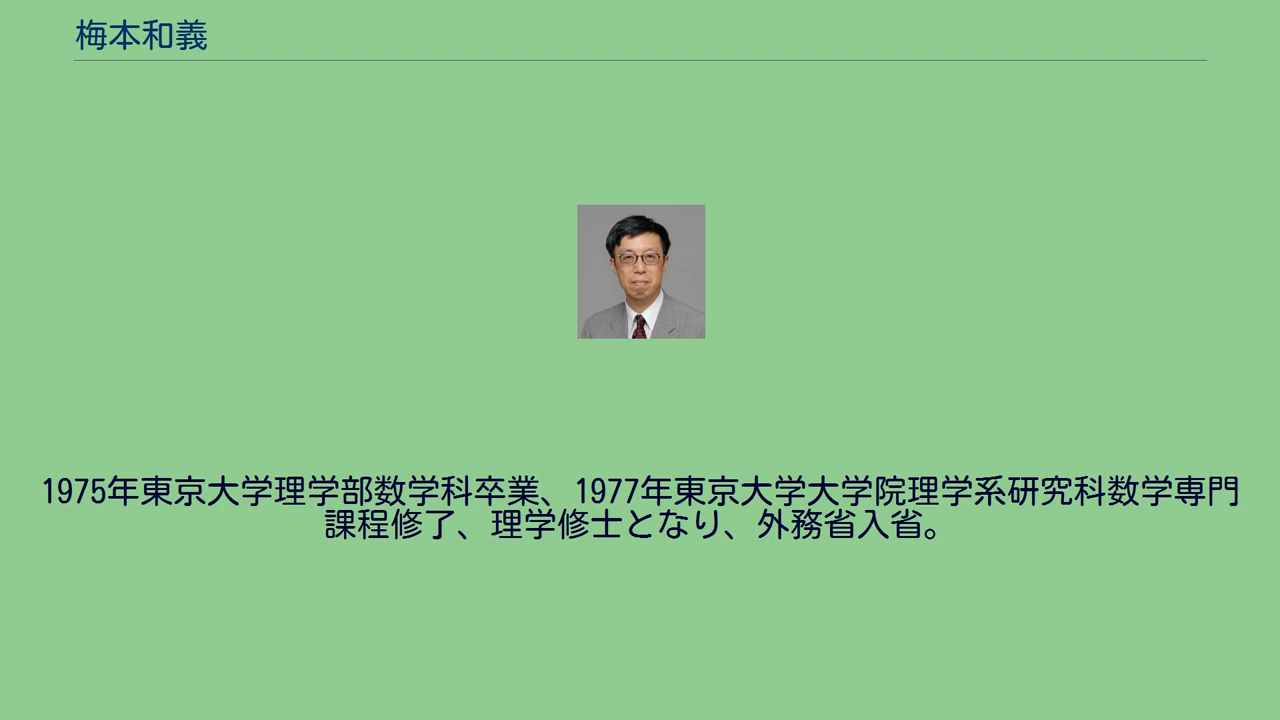 梅本和義
1975年東京大学理学部数学科卒業、1977年東京大学大学院理学系研究科数学専門
課程修了、理学修士となり、外務省入省。